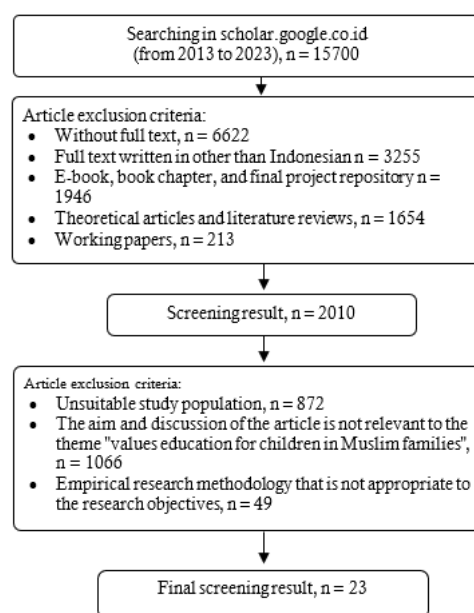 Searching in scholar.google.co.id
(from 2013 to 2023), n = 15700
Article exclusion criteria:
• Without full text, n = 6622
• Full text written in other than Indonesian n = 3255
• E-book, book chapter, and final project repository n =
1946
• Theoretical articles and literature reviews, n = 1654
• Working papers, n = 213
Screening result, n = 2010
Article exclusion criteria:
• Unsuitable study population, n = 872
• The aim and discussion of the article is not relevant to the
theme "values education for children in Muslim families",
n = 1066
• Empirical research methodology that is not appropriate to
the research objectives, n = 49
Final screening result, n = 23